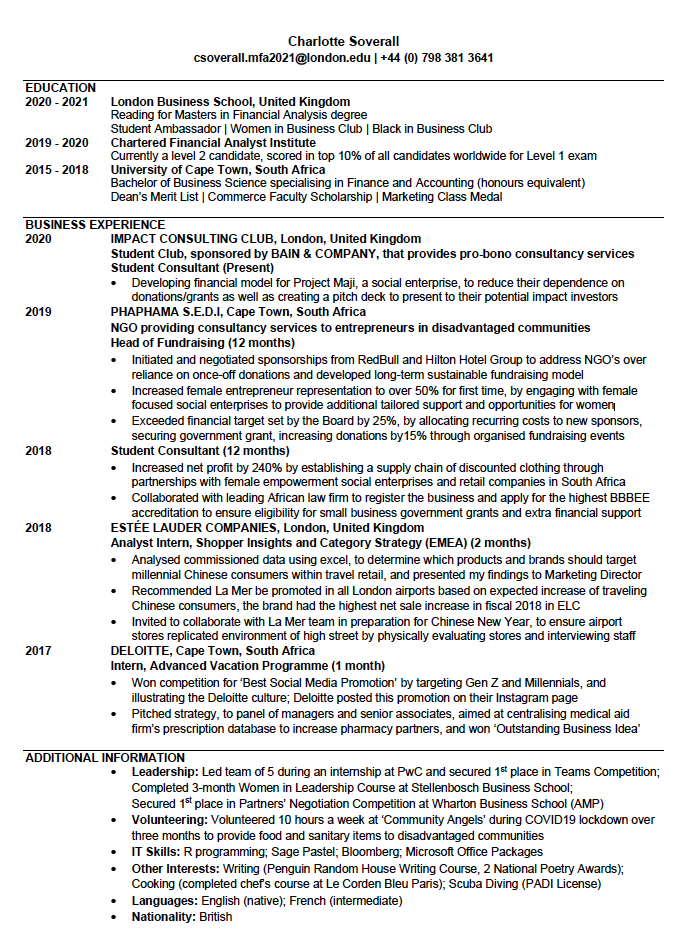 Charlotte Soverall
csoverall.mfa2021@london.edu | +44 (0) 798 381 3641
EDUCATION
2020 - 2021 London Business School, United Kingdom
Reading for Masters in Financial Analysis degree
Student Ambassador | Women in Business Club | Black in Business Club
2019 - 2020 Chartered Financial Analyst Institute
Currently a level 2 candidate, scored in top 10% of all candidates worldwide for Level 1 exam
2015 - 2018 University of Cape Town, South Africa
Bachelor of Business Science specialising in Finance and Accounting (honours equivalent)
Dean's Merit List | Commerce Faculty Scholarship | Marketing Class Medal
BUSINESS EXPERIENCE
2020 IMPACT CONSULTING CLUB, London, United Kingdom
Student Club, sponsored by BAIN & COMPANY, that provides pro-bono consultancy services
Student Consultant (Present)
• Developing financial model for Project Maji, a social enterprise, to reduce their dependence on
donations/grants as well as creating a pitch deck to present to their potential impact investors
2019 PHAPHAMA S.E.D.I, Cape Town, South Africa
NGO providing consultancy services to entrepreneurs in disadvantaged communities
Head of Fundraising (12 months)
• Initiated and negotiated sponsorships from RedBull and Hilton Hotel Group to address NGO's over
reliance on once-off donations and developed long-term sustainable fundraising model
• Increased female entrepreneur representation to over 50% for first time, by engaging with female
focused social enterprises to provide additional tailored support and opportunities for women
• Exceeded financial target set by the Board by 25%, by allocating recurring costs to new sponsors,
securing government grant, increasing donations by15% through organised fundraising events
2018 Student Consultant (12 months)
• Increased net profit by 240% by establishing a supply chain of discounted clothing through
partnerships with female empowerment social enterprises and retail companies in South Africa
• Collaborated with leading African law firm to register the business and apply for the highest BBBEE
accreditation to ensure eligibility for small business government grants and extra financial support
2018 ESTÉE LAUDER COMPANIES, London, United Kingdom
Analyst Intern, Shopper Insights and Category Strategy (EMEA) (2 months)
• Analysed commissioned data using excel, to determine which products and brands should target
millennial Chinese consumers within travel retail, and presented my findings to Marketing Director
• Recommended La Mer be promoted in all London airports based on expected increase of traveling
Chinese consumers, the brand had the highest net sale increase in fiscal 2018 in ELC
• Invited to collaborate with La Mer team in preparation for Chinese New Year, to ensure airport
stores replicated environment of high street by physically evaluating stores and interviewing staff
2017 DELOITTE, Cape Town, South Africa
Intern, Advanced Vacation Programme (1 month)
• Won competition for 'Best Social Media Promotion' by targeting Gen Z and Millennials, and
illustrating the Deloitte culture; Deloitte posted this promotion on their Instagram page
• Pitched strategy, to panel of managers and senior associates, aimed at centralising medical aid
firm's prescription database to increase pharmacy partners, and won 'Outstanding Business Idea'
ADDITIONAL INFORMATION
• Leadership: Led team of 5 during an internship at PwC and secured 1st place in Teams Competition;
Completed 3-month Women in Leadership Course at Stellenbosch Business School;
Secured 1st place in Partners' Negotiation Competition at Wharton Business School (AMP)
• Volunteering: Volunteered 10 hours a week at 'Community Angels' during COVID19 lockdown over
three months to provide food and sanitary items to disadvantaged communities
• IT Skills: R programming; Sage Pastel; Bloomberg; Microsoft Office Packages
• Other Interests: Writing (Penguin Random House Writing Course, 2 National Poetry Awards);
Cooking (completed chef's course at Le Corden Bleu Paris); Scuba Diving (PADI License)
• Languages: English (native); French (intermediate)
• Nationality: British